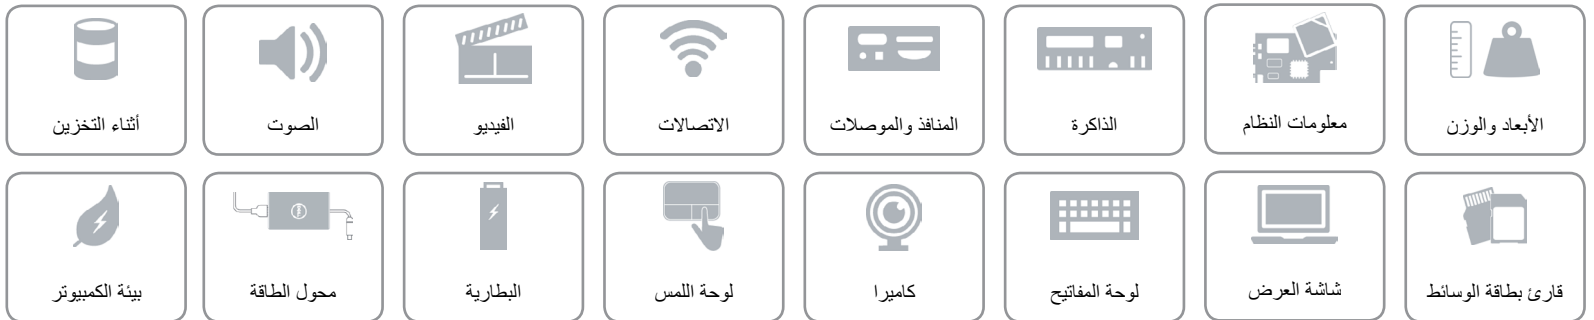 الأبعاد والوزن
معلومات النظام
الذاكرة
المنافذ والموصلات
الاتصالات
الفيديو
الصوت
أثناء التخزين
قارئ بطاقة الوسائط
شاشة العرض
لوحة المفاتيح
كاميرا
لوحة اللمس
البطارية
محول الطاقة
بيئة الكمبيوتر